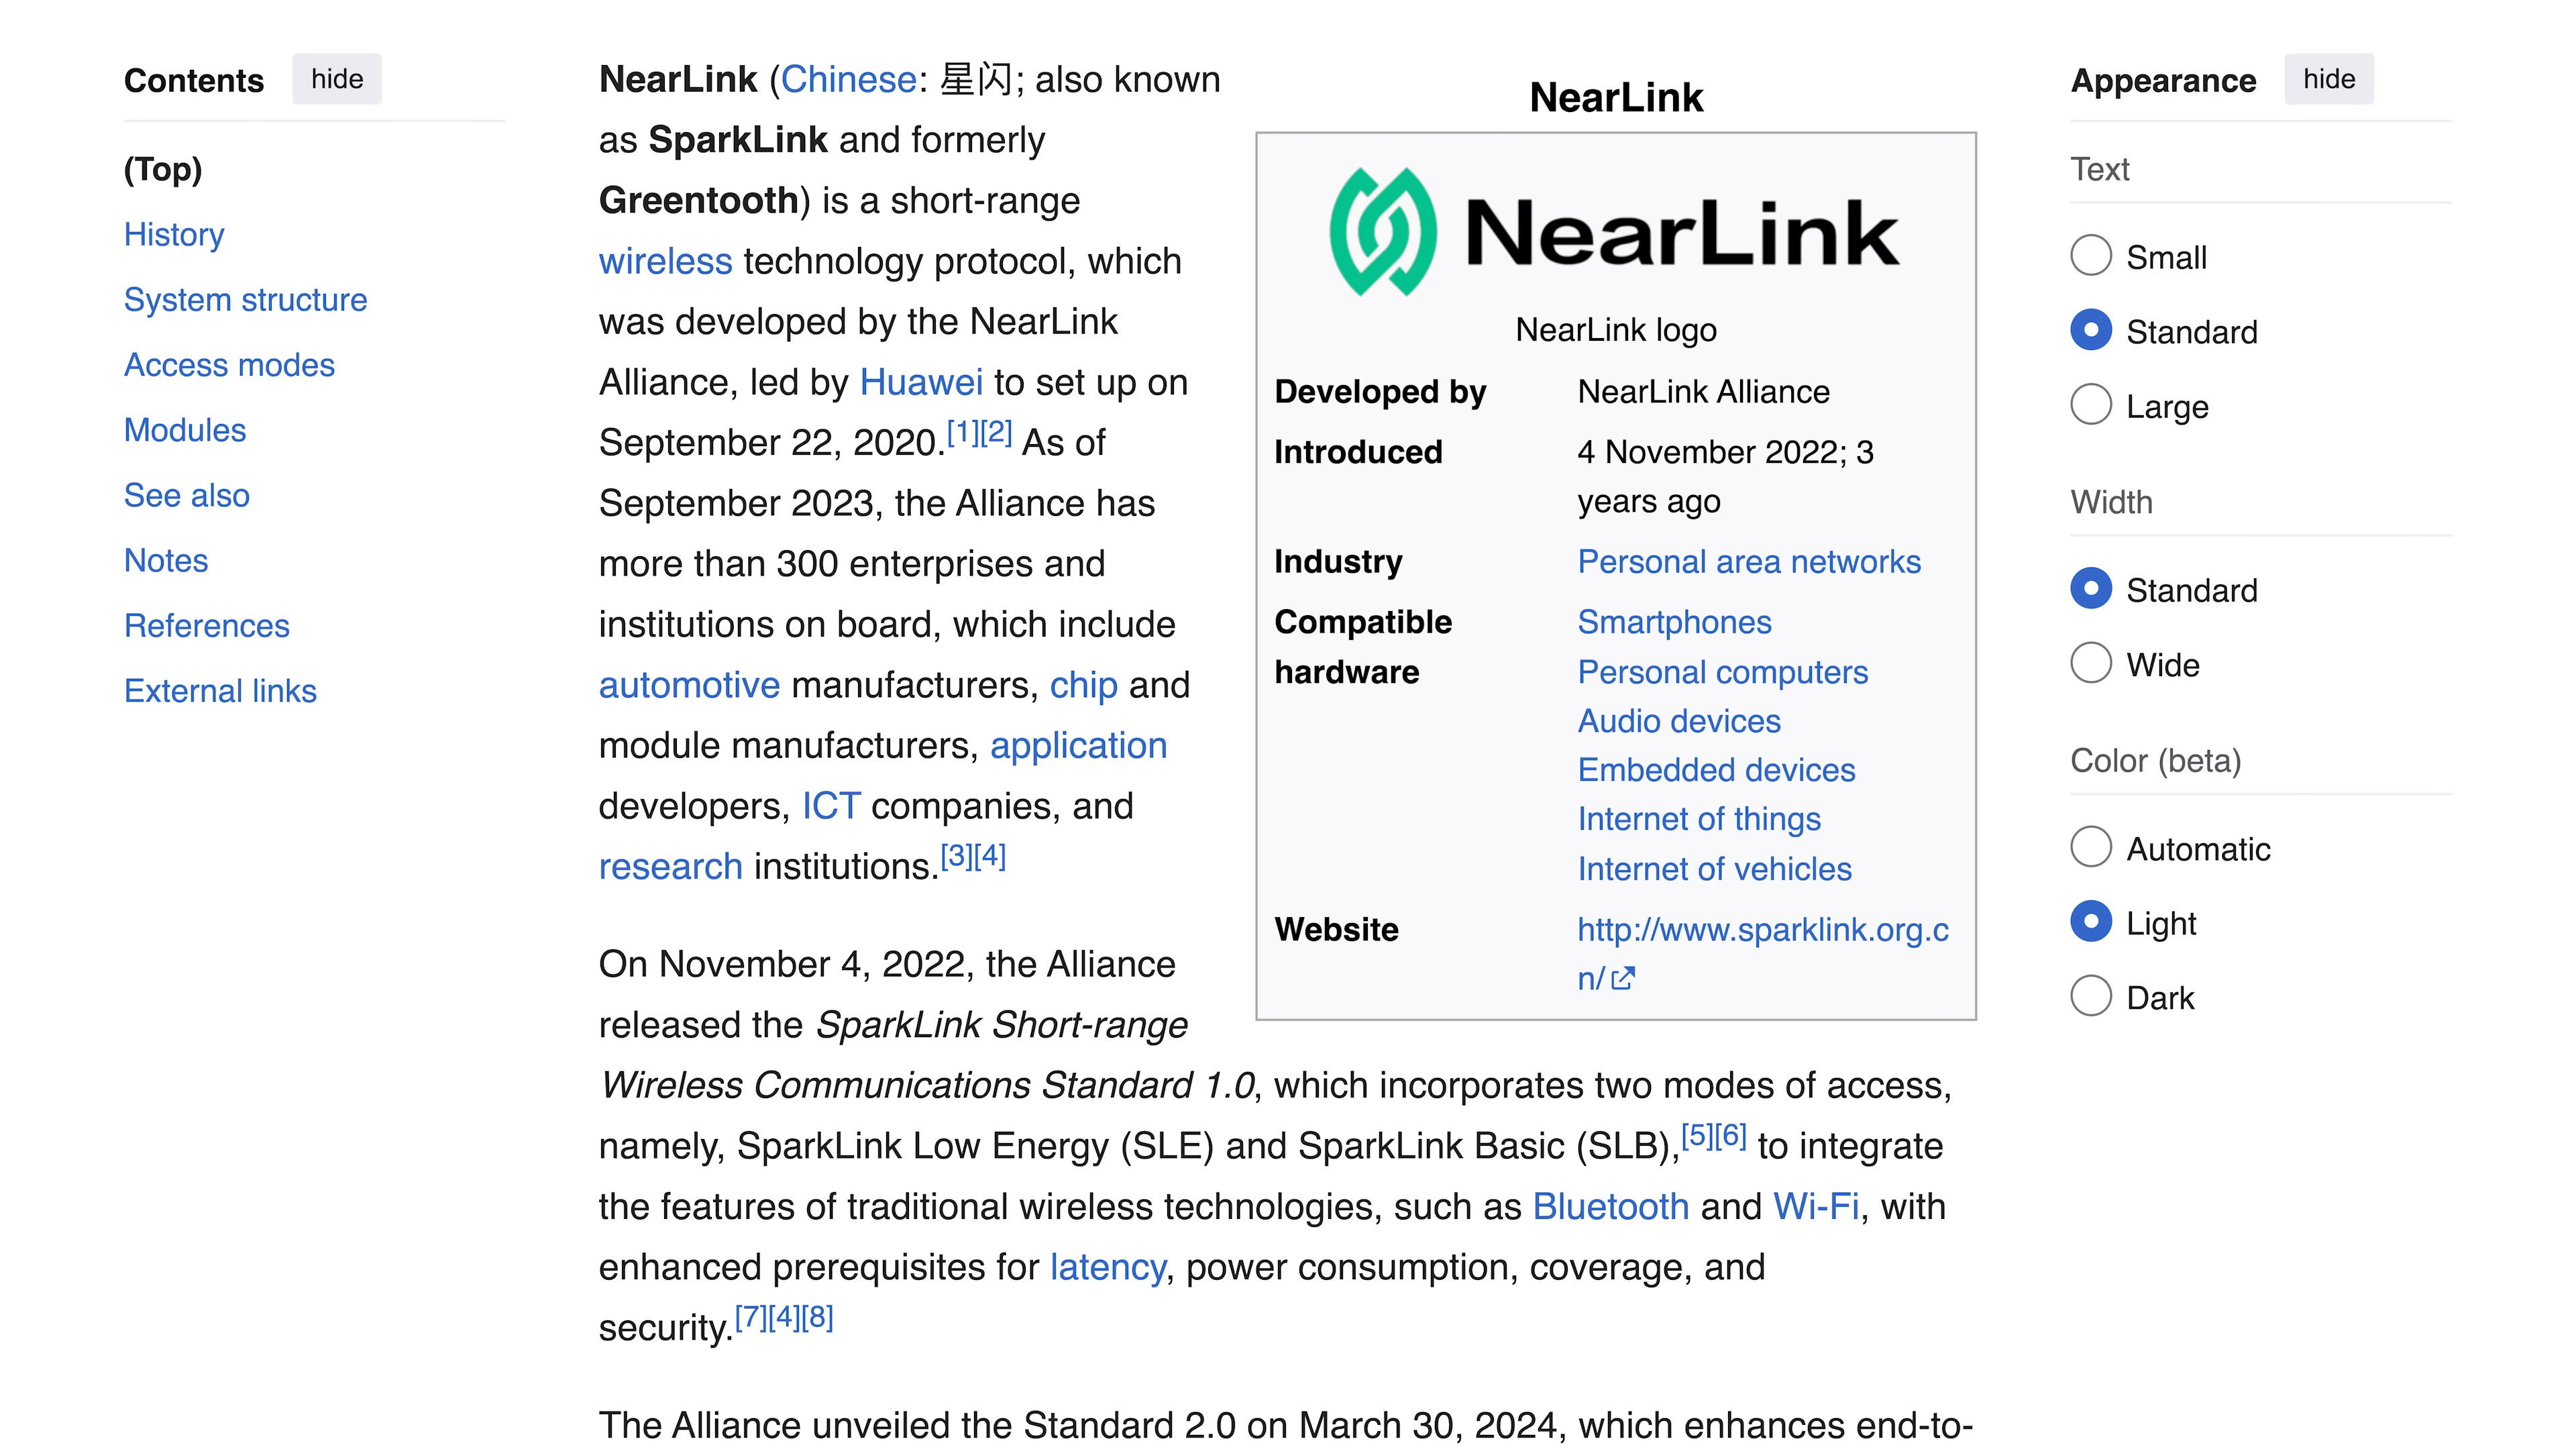 Contents hide
(Top)
History
System structure
Access modes
Modules
See also
Notes
References
External links
NearLink (Chinese: 星闪; also known
as SparkLink and formerly
Greentooth) is a short-range
wireless technology protocol, which
was developed by the NearLink
Alliance, led by Huawei to set up on
September 22, 2020.[1][2] As of
September 2023, the Alliance has
more than 300 enterprises and
institutions on board, which include
automotive manufacturers, chip and
module manufacturers, application
developers, ICT companies, and
research institutions.[3][4]
On November 4, 2022, the Alliance
released the SparkLink Short-range
Wireless Communications Standard 1.0, which incorporates two modes of access,
namely, SparkLink Low Energy (SLE) and SparkLink Basic (SLB),[5][6] to integrate
the features of traditional wireless technologies, such as Bluetooth and Wi-Fi, with
enhanced prerequisites for latency, power consumption, coverage, and
security.[7][4][8]
The Alliance unveiled the Standard 2.0 on March 30, 2024, which enhances end-to-
NearLink
NearLink
NearLink logo
Developed by NearLink Alliance
Introduced 4 November 2022; 3
years ago
Industry Personal area networks
Compatible Smartphones
hardware Personal computers
Audio devices
Embedded devices
Internet of things
Internet of vehicles
Website http://www.sparklink.org.c
n/
Appearance hide
Text
Small
Standard
Large
Width
Standard
Wide
Color (beta)
Automatic
Light
Dark